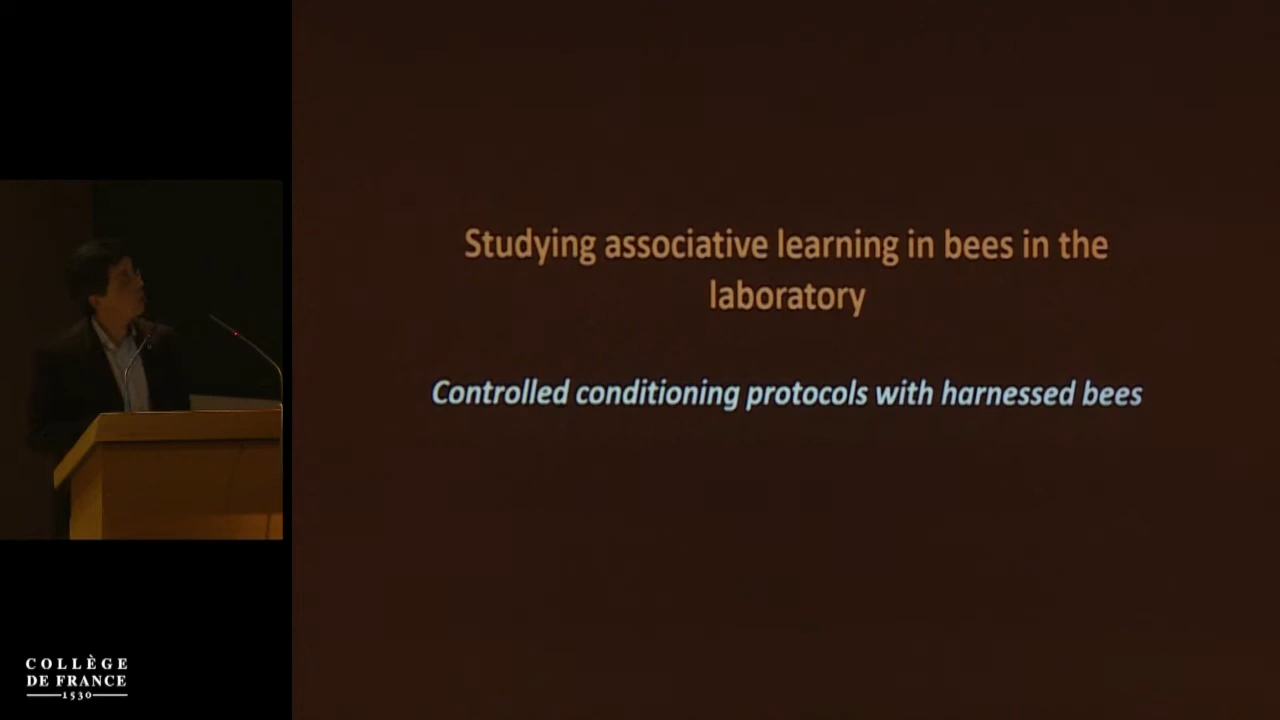 Studying associative learning in bees in the
laboratory
Controlled conditioning protocols with harnessed bees
COLLÈGE
DE FRANCE
1530